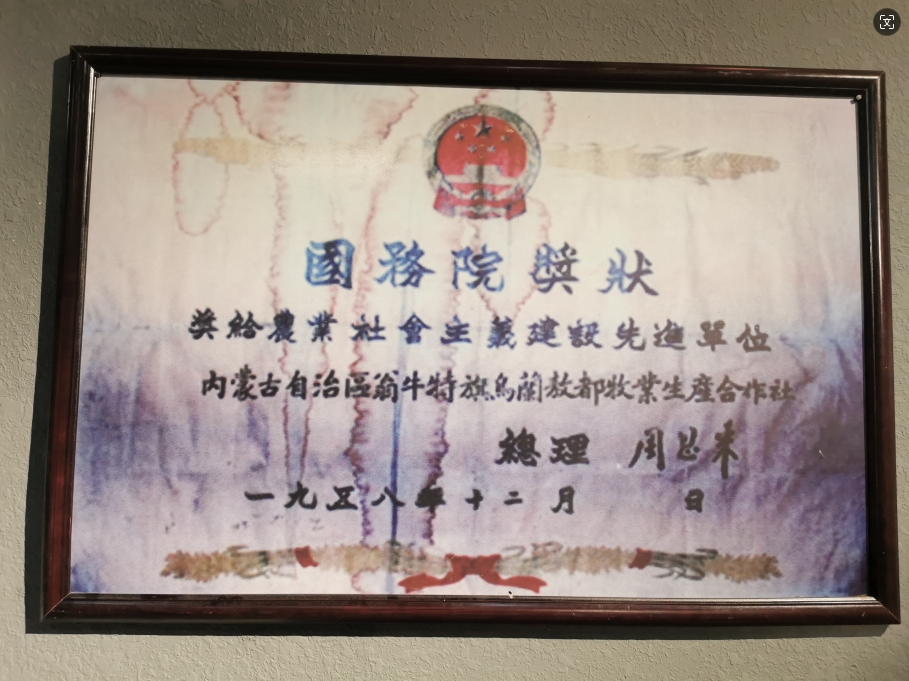 國務院獎狀
奬給農業社會主義建設先進單位
內蒙古自治區翁牛特旗烏蘭敖都牧業生產合作社
總理 周恩来
一九五八年十二月 日